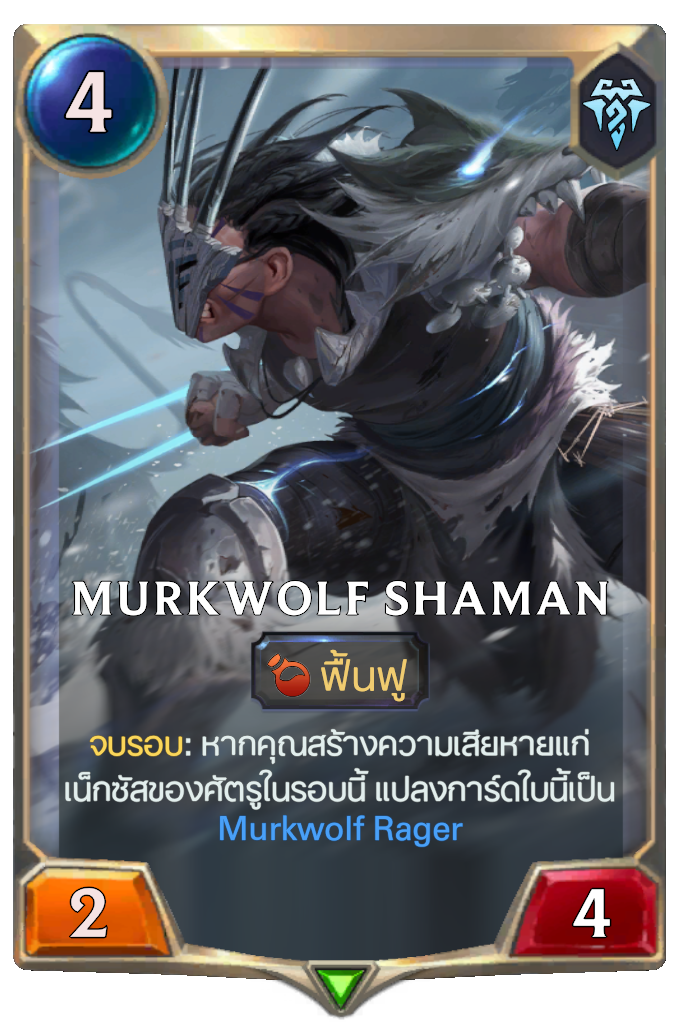 4
MURKWOLF SHAMAN
ฟื้นฟู
จบรอบ: หากคุณสร้างความเสียหายแก่
เน็กซัสของศัตรูในรอบนี้ แปลงการ์ดใบนี้เป็น
Murkwolf Rager
2
4